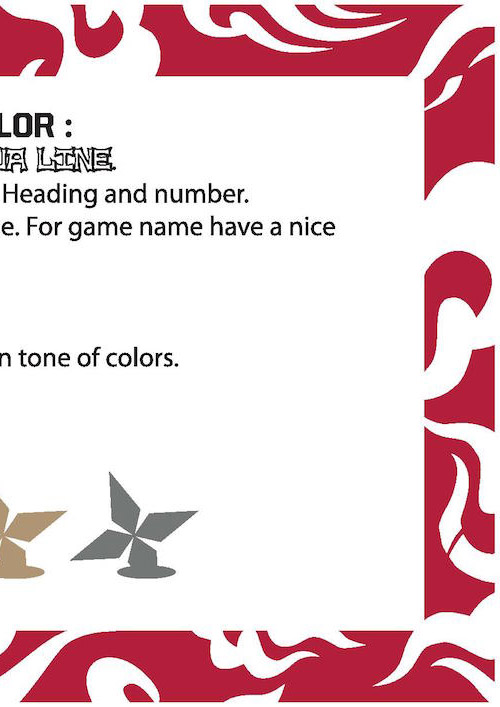 LOR :
JA LINE
Heading and number.
e. For game name have a nice
n tone of colors.